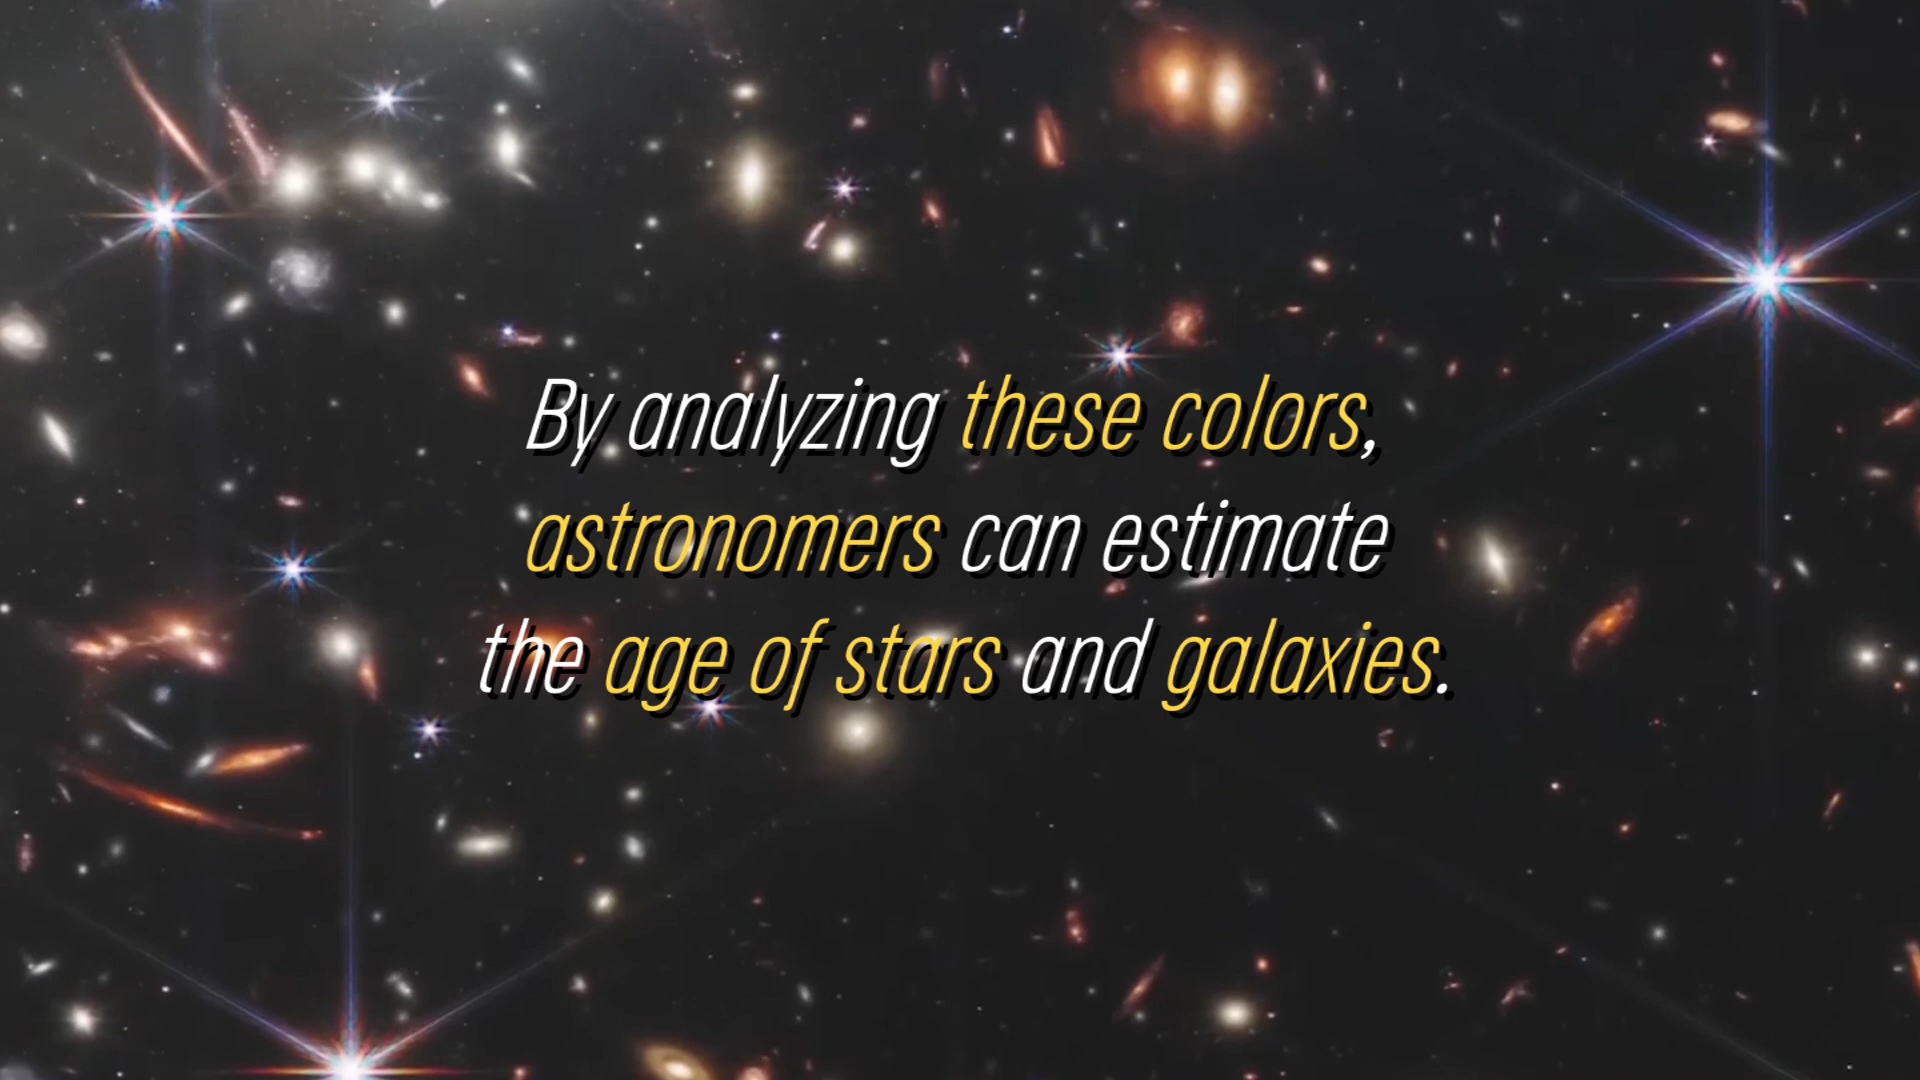 By analyzing these colors,
astronomers can estimate
the age of stars and galaxies.